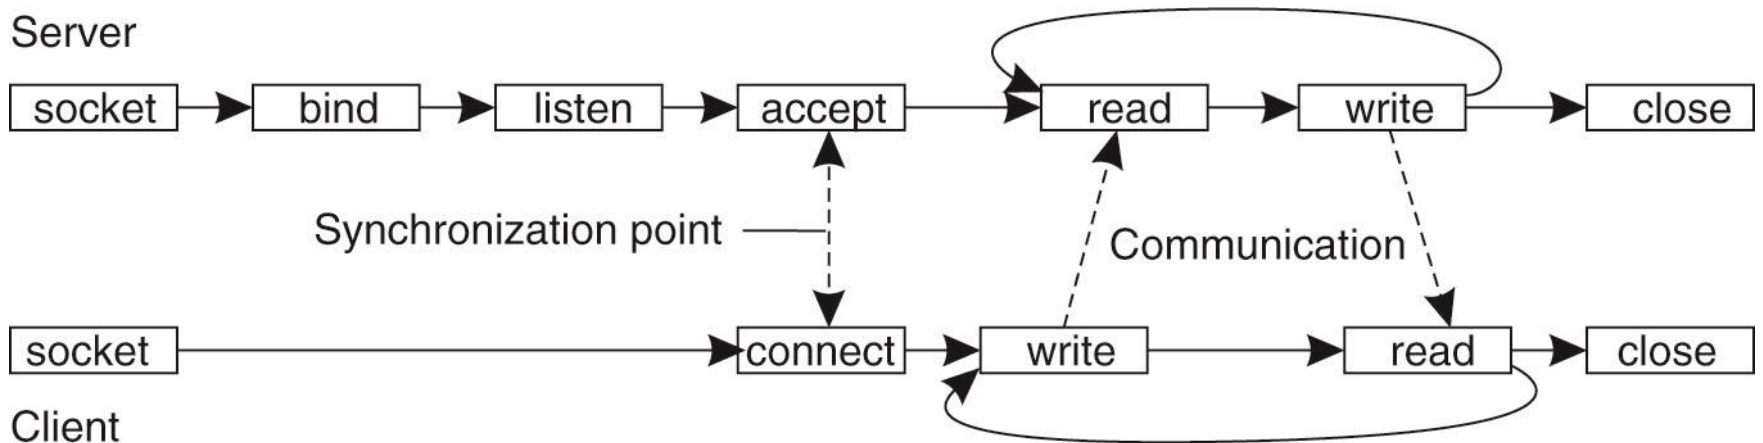 Server
socket bind listen accept read write close
Synchronization point
Communication
socket connect write read close
Client